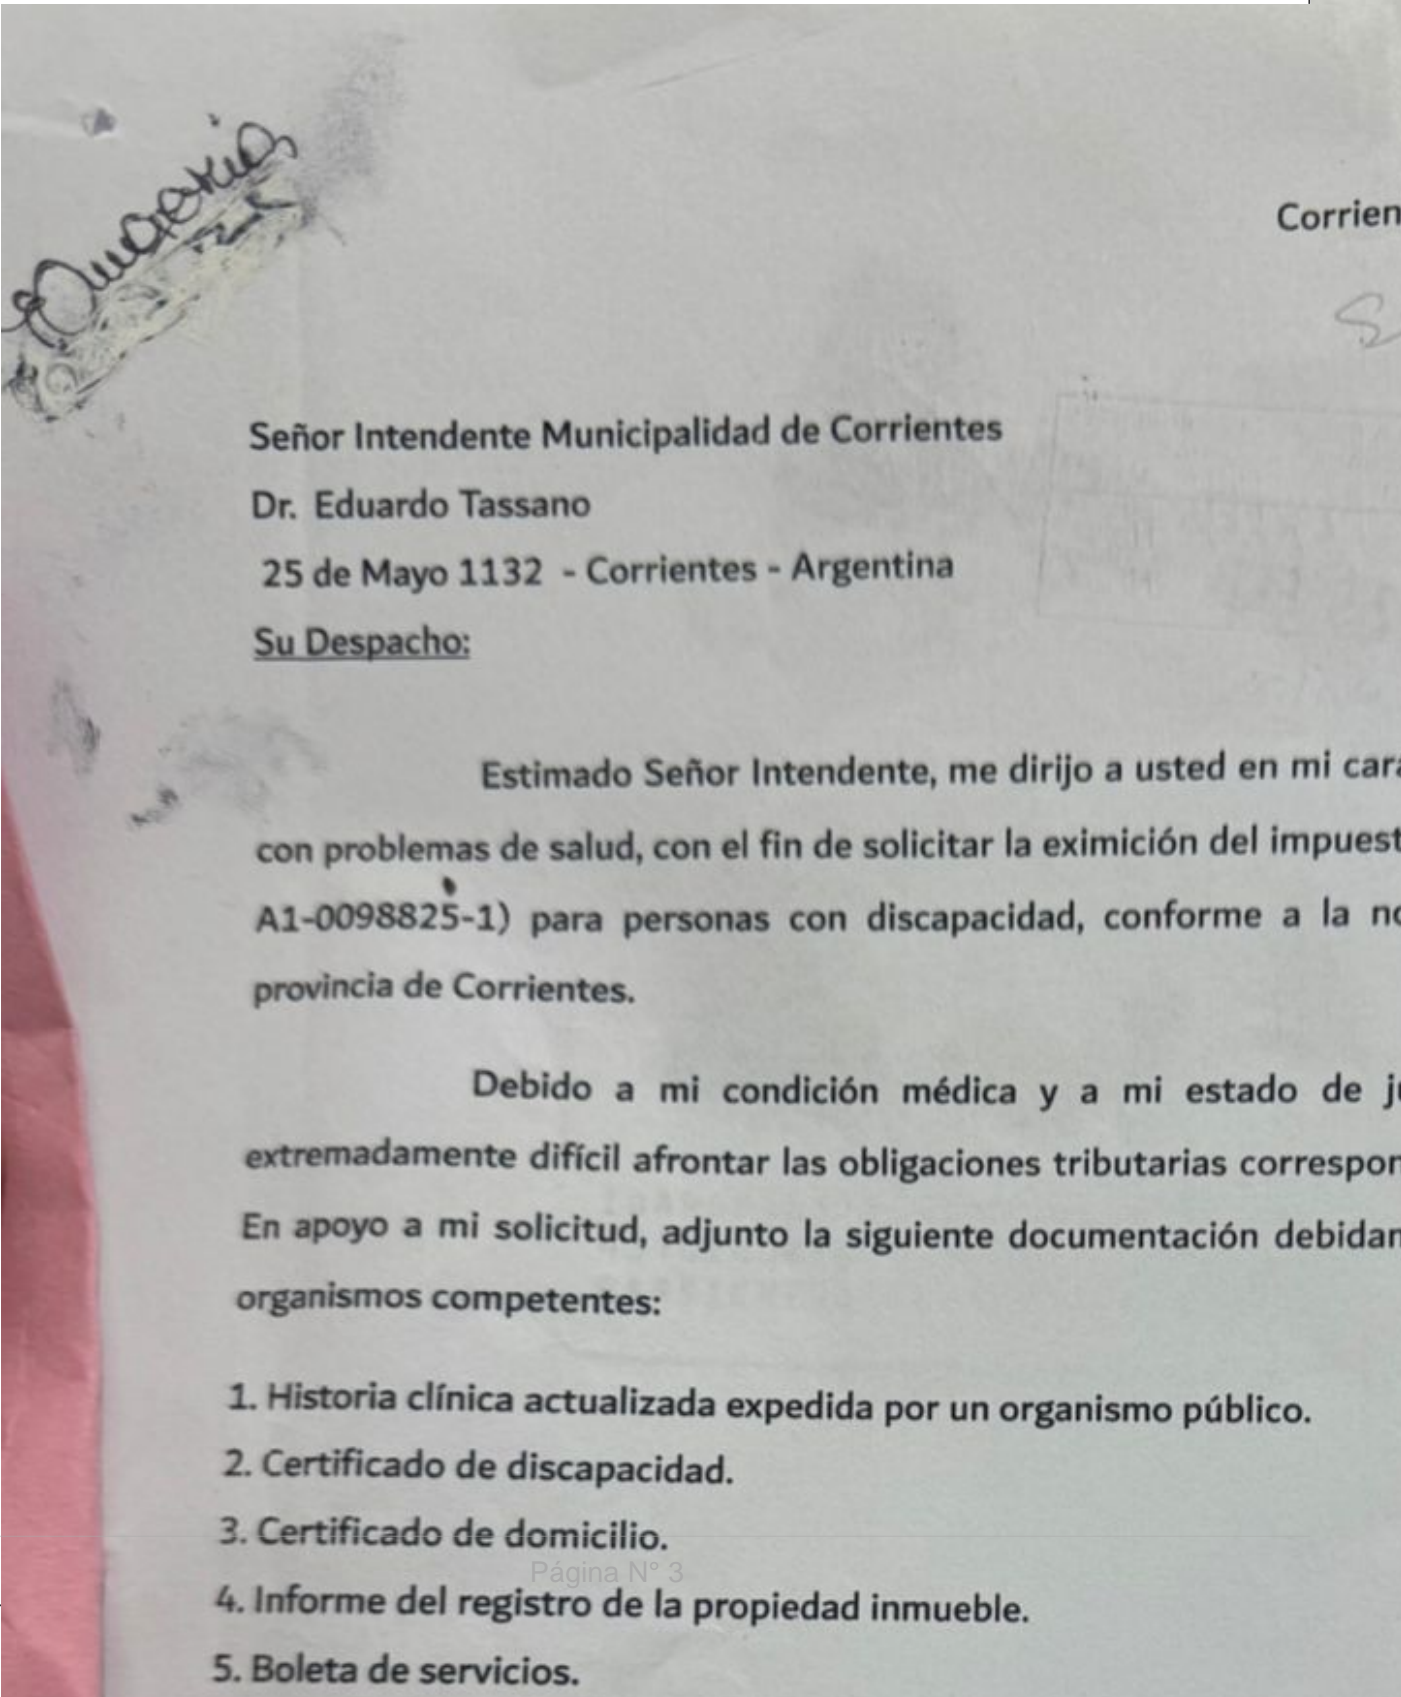 Corrien
Señor Intendente Municipalidad de Corrientes
Dr. Eduardo Tassano
25 de Mayo 1132 - Corrientes - Argentina
Su Despacho:
Estimado Señor Intendente, me dirijo a usted en mi cara
con problemas de salud, con el fin de solicitar la eximición del impuest
A1-0098825-1) para personas con discapacidad, conforme a la no
provincia de Corrientes.
Debido a mi condición médica y a mi estado de ju
extremadamente difícil afrontar las obligaciones tributarias correspon
En apoyo a mi solicitud, adjunto la siguiente documentación debidam
organismos competentes:
1. Historia clínica actualizada expedida por un organismo público.
2. Certificado de discapacidad.
3. Certificado de domicilio.
Página N° 3
4. Informe del registro de la propiedad inmueble.
5. Boleta de servicios.